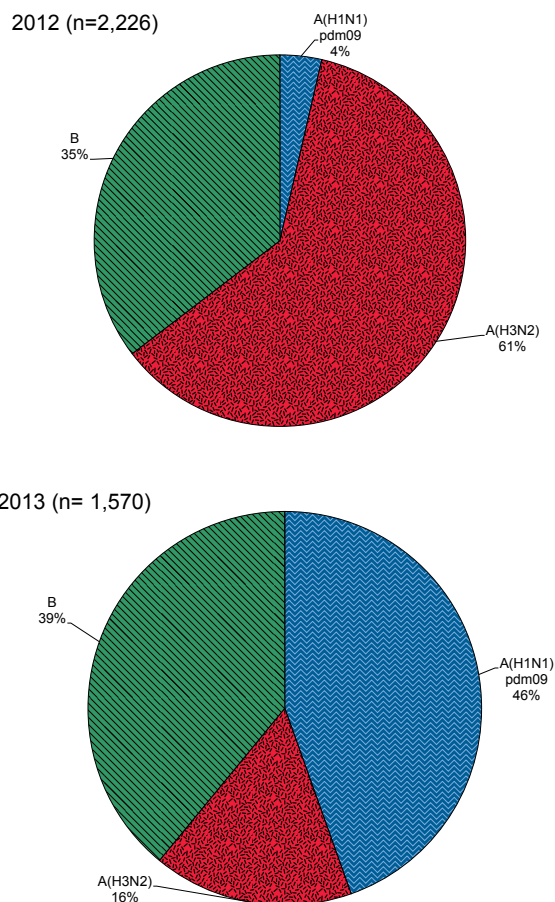 2012 (n=2,226)
A(H1N1)
pdm09
4%
B
35%
A(H3N2)
61%
2013 (n= 1,570)
B
39%
A(H1N1)
pdm09
46%
A(H3N2)
16%